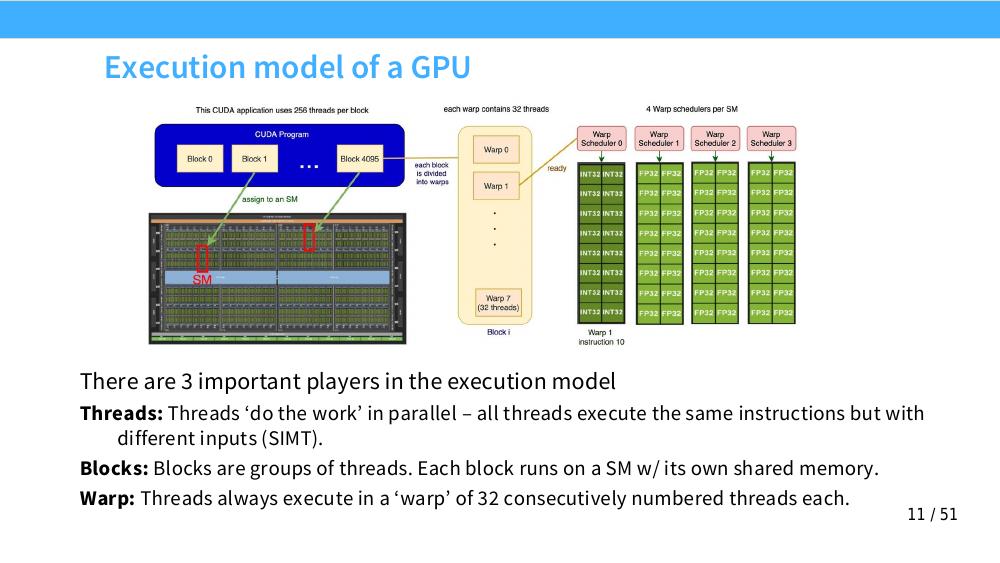 Execution model of a GPU
This CUDA application uses 256 threads per block
each warp contains 32 threads
4 Warp schedulers per SM
CUDA Program
Block 0
Block 1
...
Block 4095
each block
is divided
into warps
assign to an SM
SM
Warp 0
Warp 1
Warp 7
(32 threads)
Block i
ready
Warp
Scheduler 0
Warp
Scheduler 1
Warp
Scheduler 2
Warp
Scheduler 3
INT32 INT32 FP32 FP32 FP32 FP32 FP32 FP32
INT32 INT32 FP32 FP32 FP32 FP32 FP32 FP32
INT32 INT32 FP32 FP32 FP32 FP32 FP32 FP32
INT32 INT32 FP32 FP32 FP32 FP32 FP32 FP32
INT32 INT32 FP32 FP32 FP32 FP32 FP32 FP32
INT32 INT32 FP32 FP32 FP32 FP32 FP32 FP32
INT32 INT32 FP32 FP32 FP32 FP32 FP32 FP32
INT32 INT32 FP32 FP32 FP32 FP32 FP32 FP32
Warp 1
instruction 10
There are 3 important players in the execution model
Threads: Threads ‘do the work’ in parallel – all threads execute the same instructions but with
different inputs (SIMT).
Blocks: Blocks are groups of threads. Each block runs on a SM w/ its own shared memory.
Warp: Threads always execute in a ‘warp’ of 32 consecutively numbered threads each.
11 / 51